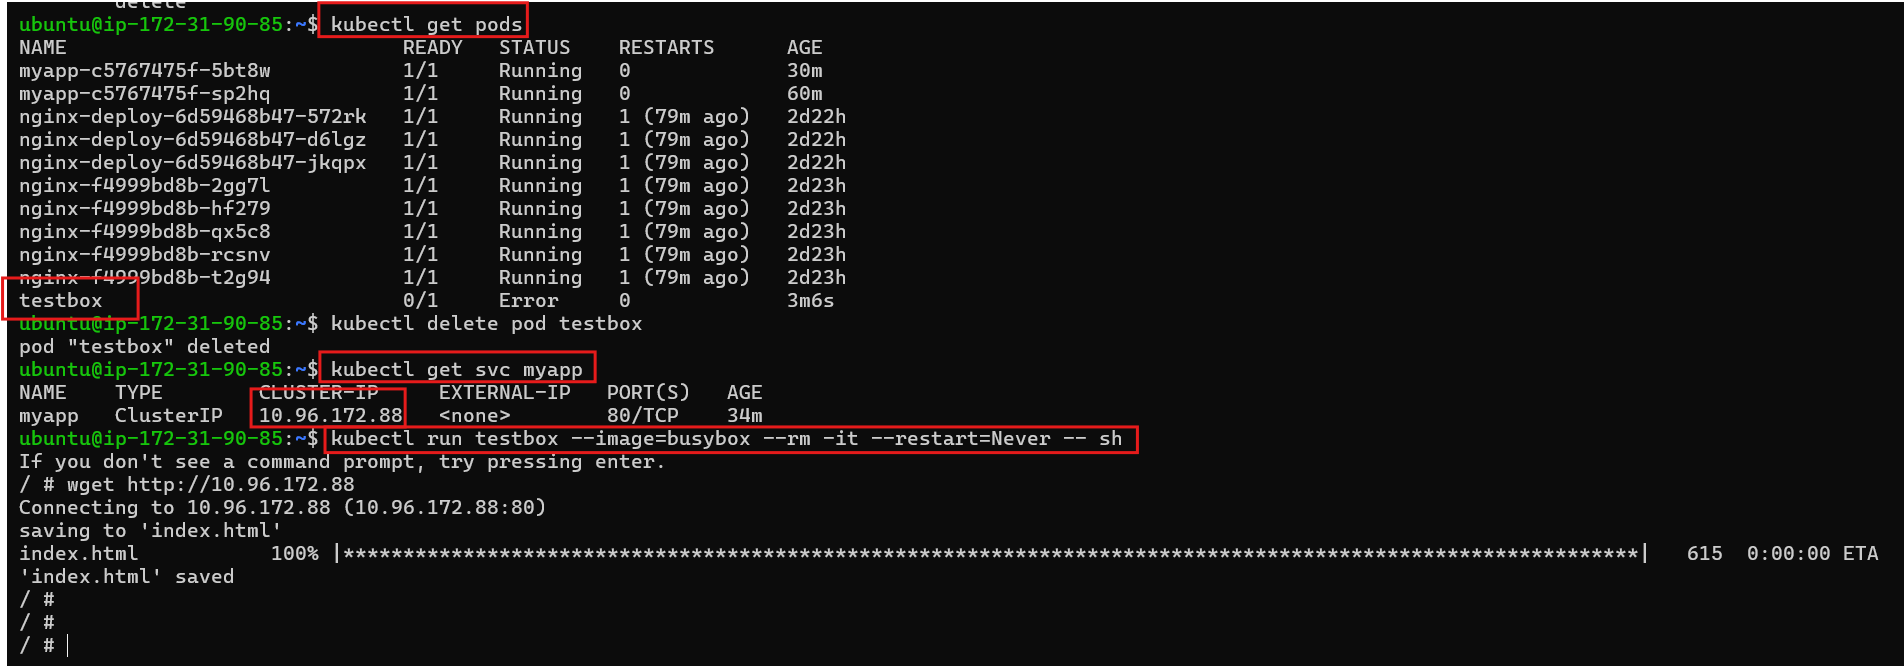 delete
ubuntu@ip-172-31-90-85:~$ kubectl get pods
NAME READY STATUS RESTARTS AGE
myapp-c5767475f-5bt8w 1/1 Running 0 30m
myapp-c5767475f-sp2hq 1/1 Running 0 60m
nginx-deploy-6d59468b47-572rk 1/1 Running 1 (79m ago) 2d22h
nginx-deploy-6d59468b47-d6lgz 1/1 Running 1 (79m ago) 2d22h
nginx-deploy-6d59468b47-jkqpx 1/1 Running 1 (79m ago) 2d22h
nginx-f4999bd8b-2gg7l 1/1 Running 1 (79m ago) 2d23h
nginx-f4999bd8b-hf279 1/1 Running 1 (79m ago) 2d23h
nginx-f4999bd8b-qx5c8 1/1 Running 1 (79m ago) 2d23h
nginx-f4999bd8b-rcsnv 1/1 Running 1 (79m ago) 2d23h
nginx-f4999bd8b-t2g94 1/1 Running 1 (79m ago) 2d23h
testbox 0/1 Error 0 3m6s
ubuntu@ip-172-31-90-85:~$ kubectl delete pod testbox
pod "testbox" deleted
ubuntu@ip-172-31-90-85:~$ kubectl get svc myapp
NAME TYPE CLUSTER-IP EXTERNAL-IP PORT(S) AGE
myapp ClusterIP 10.96.172.88 <none> 80/TCP 34m
ubuntu@ip-172-31-90-85:~$ kubectl run testbox --image=busybox --rm -it --restart=Never -- sh
If you don't see a command prompt, try pressing enter.
/ # wget http://10.96.172.88
Connecting to 10.96.172.88 (10.96.172.88:80)
saving to 'index.html'
index.html 100% |************************************************************************************************************| 615 0:00:00 ETA
'index.html' saved
/ #
/ #
/ #